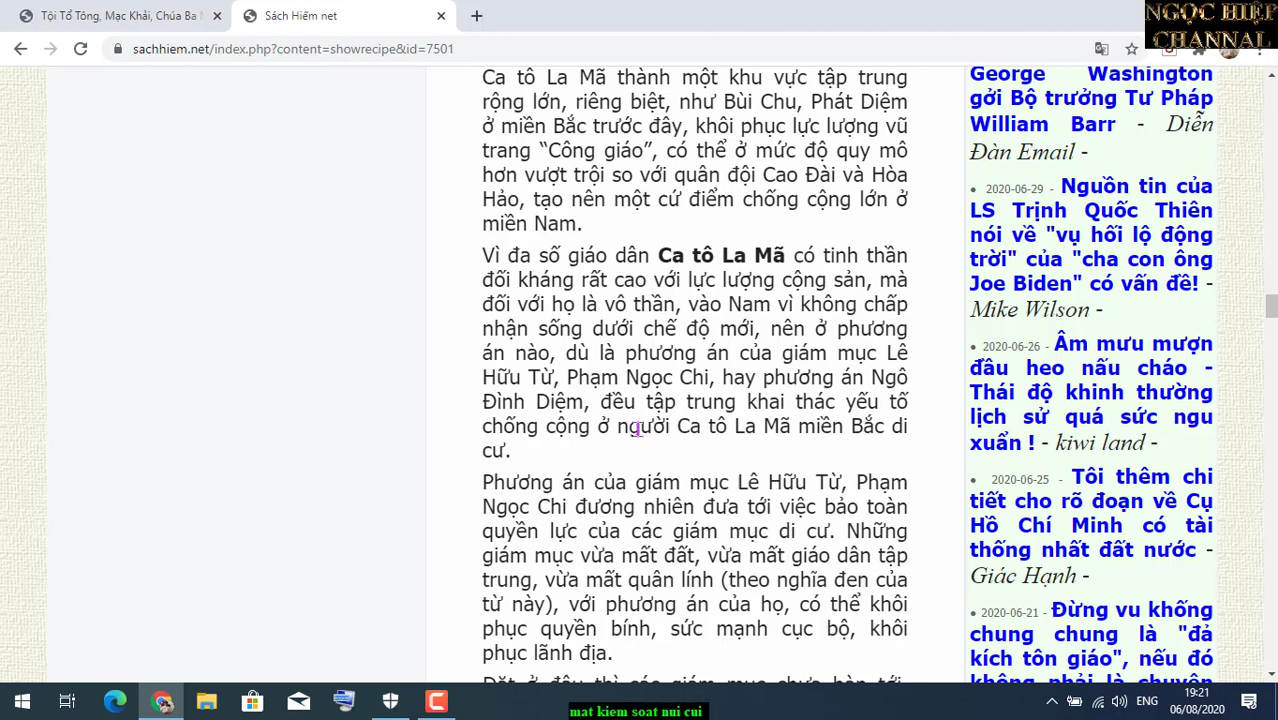 Tội Tổ Tông, Mạc Khải, Chúa Ba
Sách Hiếm net
NGỌC HIỆP
CHANNAL
sachhiem.net/index.php?content=showrecipe&id=7501
Ca tô La Mã thành một khu vực tập trung
rộng lớn, riêng biệt, như Bùi Chu, Phát Diệm
ở miền Bắc trước đây, khôi phục lực lượng vũ
trang “Công giáo”, có thể ở mức độ quy mô
hơn vượt trội so với quân đội Cao Đài và Hòa
Hảo, tạo nên một cứ điểm chống cộng lớn ở
miền Nam.
Vì đa số giáo dân Ca tô La Mã có tinh thần
đối kháng rất cao với lực lượng cộng sản, mà
đối với họ là vô thần, vào Nam vì không chấp
nhận sống dưới chế độ mới, nên ở phương
án nào, dù là phương án của giám mục Lê
Hữu Từ, Phạm Ngọc Chi, hay phương án Ngô
Đình Diệm, đều tập trung khai thác yếu tố
chống cộng ở người Ca tô La Mã miền Bắc di
cư.
Phương án của giám mục Lê Hữu Từ, Phạm
Ngọc Chi đương nhiên đưa tới việc bảo toàn
quyền lực của các giám mục di cư. Những
giám mục vừa mất đất, vừa mất giáo dân tập
trung, vừa mất quân lính (theo nghĩa đen của
từ này), với phương án của họ, có thể khôi
phục quyền bính, sức mạnh cục bộ, khôi
phục lãnh địa.
George Washington
gởi Bộ trưởng Tư Pháp
William Barr - Diễn
Đàn Email -
2020-06-29 - Nguồn tin của
LS Trịnh Quốc Thiên
nói về "vụ hối lộ động
trời" của "cha con ông
Joe Biden" có vấn đề! -
Mike Wilson -
2020-06-26 - Âm mưu mượn
đầu heo nấu cháo -
Thái độ khinh thường
lịch sử quá sức ngu
xuẩn ! - kiwi land -
2020-06-25 - Tôi thêm chi
tiết cho rõ đoạn về Cụ
Hồ Chí Minh có tài
thống nhất đất nước -
Giác Hạnh -
2020-06-21 - Đừng vu khống
chung chung là "đả
kích tôn giáo", nếu đó
ENG
19:21
06/08/2020
mat kiem soat nui cui